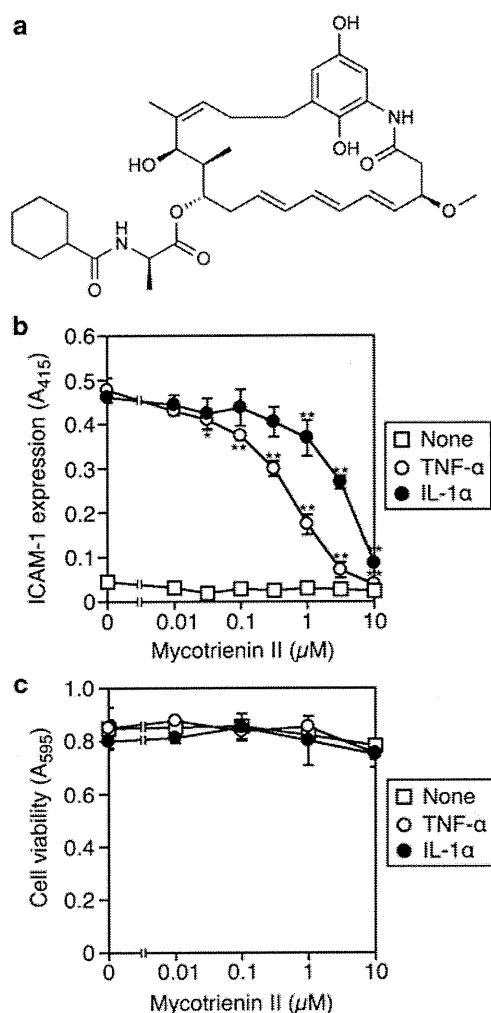 a
OH
N
H
OH
O
HO
O
O
H
N
O
O
b
ICAM-1 expression (A415)
0.6
0.5
0.4
0.3
0.2
0.1
0
** 
*
**
**
**
**
**
**
**
0 0.01 0.1 1 10
Mycotrienin II (µM)
None
TNF-α
IL-1α
c
Cell viability (A595)
1.0
0.8
0.6
0.4
0.2
0
0 0.01 0.1 1 10
Mycotrienin II (µM)
None
TNF-α
IL-1α